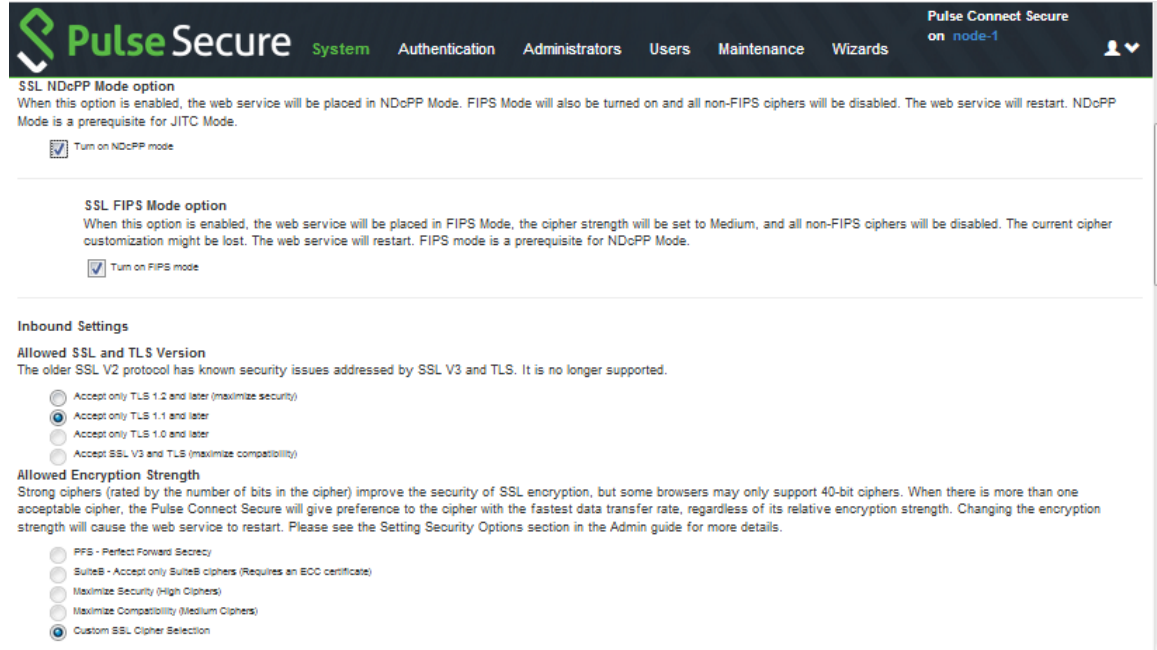 Pulse Connect Secure
Pulse Secure System Authentication Administrators Users Maintenance Wizards on node-1
SSL NDcPP Mode option
When this option is enabled, the web service will be placed in NDcPP Mode. FIPS Mode will also be turned on and all non-FIPS ciphers will be disabled. The web service will restart. NDcPP
Mode is a prerequisite for JITC Mode.
Turn on NDcPP mode
SSL FIPS Mode option
When this option is enabled, the web service will be placed in FIPS Mode, the cipher strength will be set to Medium, and all non-FIPS ciphers will be disabled. The current cipher
customization might be lost. The web service will restart. FIPS mode is a prerequisite for NDcPP Mode.
Turn on FIPS mode
Inbound Settings
Allowed SSL and TLS Version
The older SSL V2 protocol has known security issues addressed by SSL V3 and TLS. It is no longer supported.
Accept only TLS 1.2 and later (maximize security)
Accept only TLS 1.1 and later
Accept only TLS 1.0 and later
Accept SSL V3 and TLS (maximize compatibility)
Allowed Encryption Strength
Strong ciphers (rated by the number of bits in the cipher) improve the security of SSL encryption, but some browsers may only support 40-bit ciphers. When there is more than one
acceptable cipher, the Pulse Connect Secure will give preference to the cipher with the fastest data transfer rate, regardless of its relative encryption strength. Changing the encryption
strength will cause the web service to restart. Please see the Setting Security Options section in the Admin guide for more details.
PFS - Perfect Forward Secrecy
SuiteB - Accept only SuiteB ciphers (Requires an ECC certificate)
Maximize Security (High Ciphers)
Maximize Compatibility (Medium Ciphers)
Custom SSL Cipher Selection